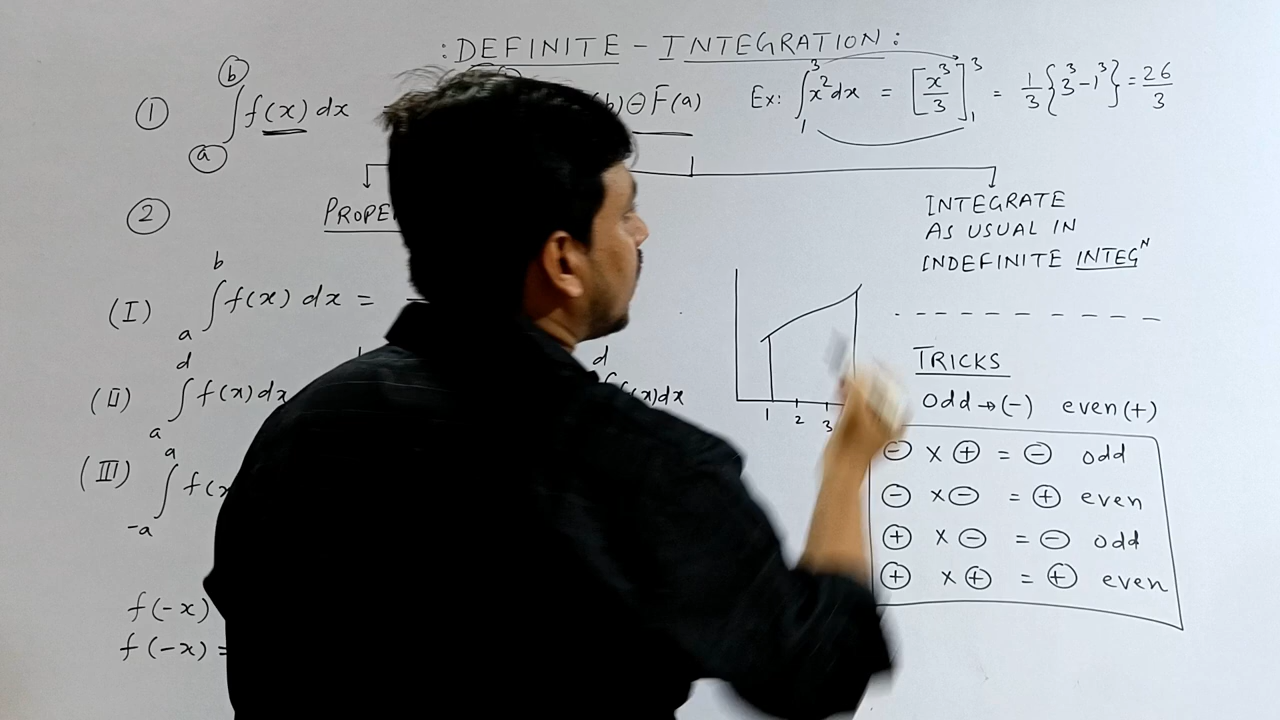 : DEFINITE - INTEGRATION :
① ∫ₐᵇ f(x) dx (b) ⊖ F(a) Ex: ∫₁³ x² dx = [x³/3]₁³ = 1/3 {3³ - 1³} = 26/3
②
INTEGRATE
AS USUAL IN
INDEFINITE INTEGᴺ
(I) ∫ₐᵇ f(x) dx =
(II) ∫ₐᵈ f(x) dx
d
(x) dx
(III) ∫₋ₐᵃ
f(-x)
f(-x) =
1 2 3
TRICKS
odd → (-) even (+)
⊖ × ⊕ = ⊖ odd
⊖ × ⊖ = ⊕ even
⊕ × ⊖ = ⊖ odd
⊕ × ⊕ = ⊕ even